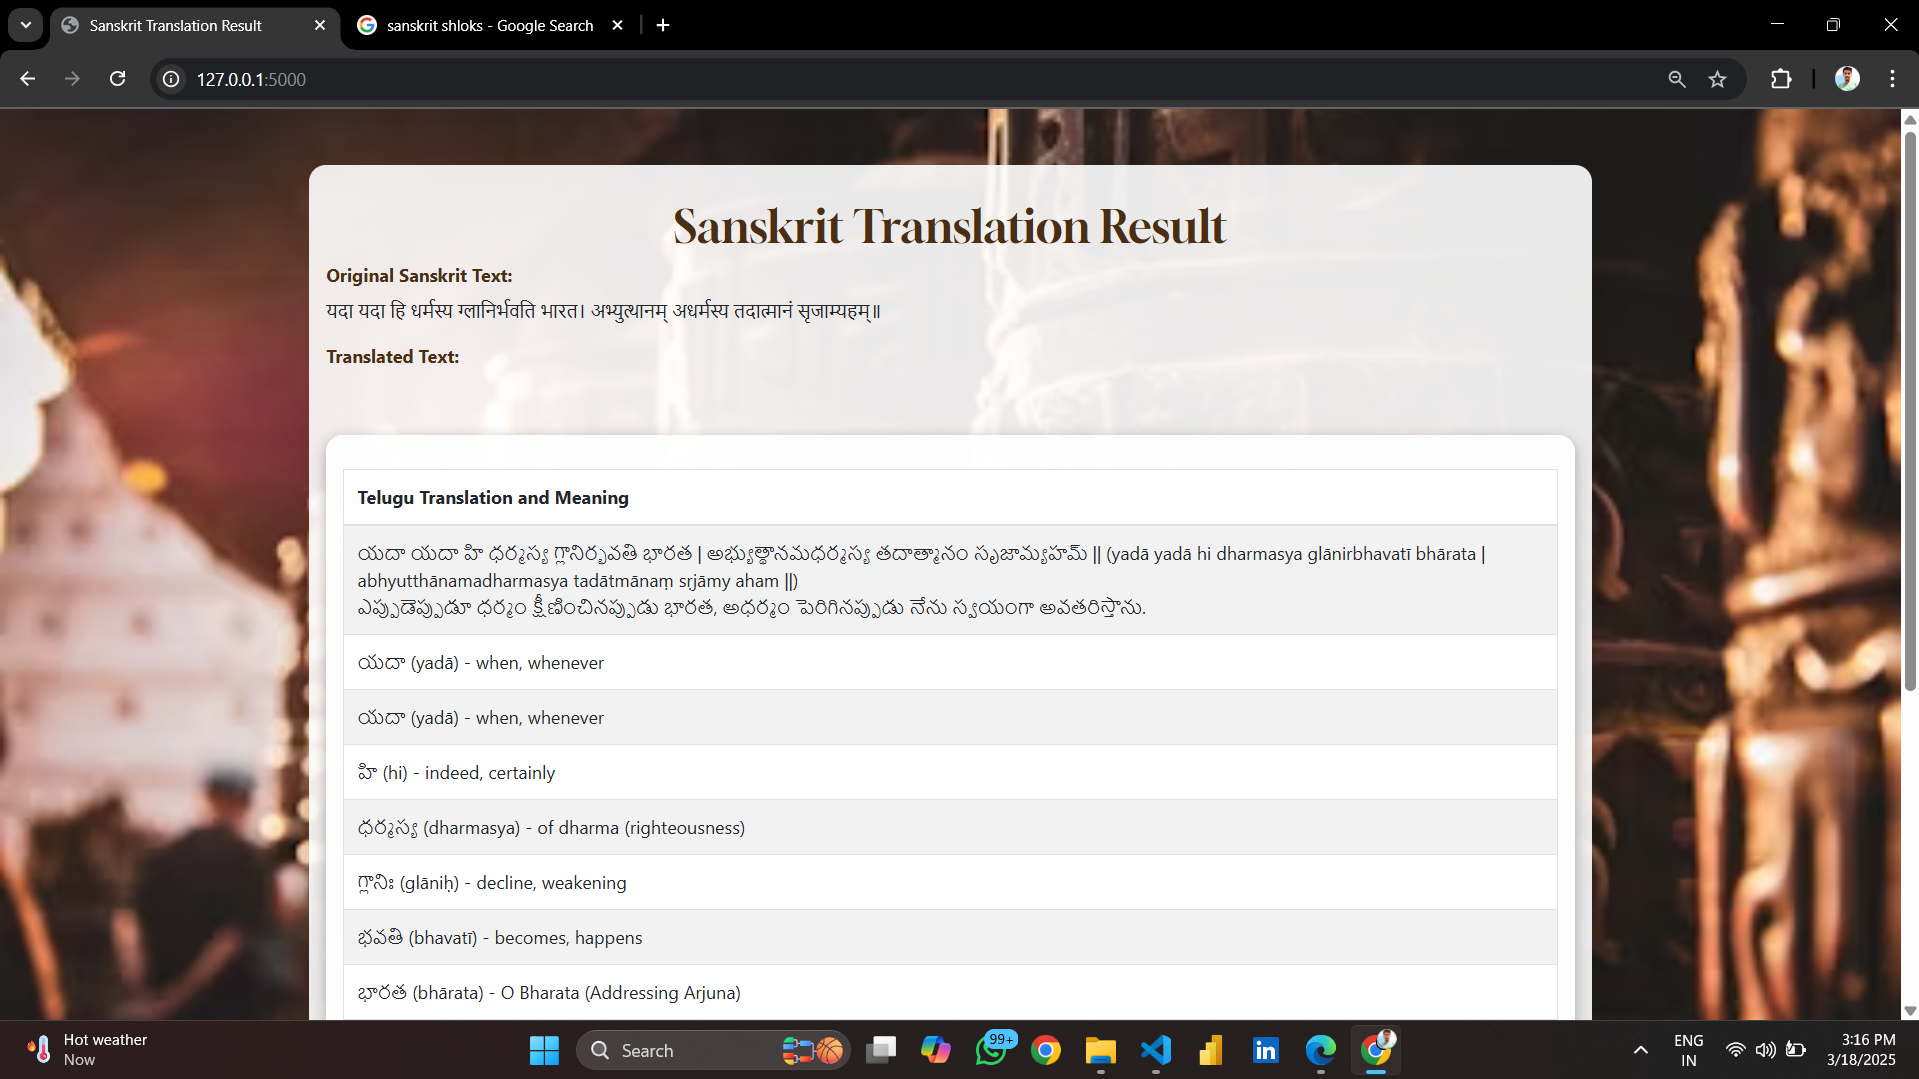 Sanskrit Translation Result
sanskrit shloks - Google Search
127.0.0.1:5000
Sanskrit Translation Result
Original Sanskrit Text:
यदा यदा हि धर्मस्य ग्लानिर्भवति भारत। अभ्युत्थानम् अधर्मस्य तदात्मानं सृजाम्यहम्॥
Translated Text:
Telugu Translation and Meaning
యదా యదా హి ధర్మస్య గ్లానిర్భవతి భారత | అభ్యుత్థానమధర్మస్య తదాత్మానం సృజామ్యహమ్ || (yadā yadā hi dharmasya glānirbhavatī bhārata |
abhyutthānamadharmasya tadātmānaṃ sṛjāmy aham ||)
ఎప్పుడెప్పుడూ ధర్మం క్షీణించినప్పుడు భారత, అధర్మం పెరిగినప్పుడు నేను స్వయంగా అవతరిస్తాను.
యదా (yadā) - when, whenever
యదా (yadā) - when, whenever
హి (hi) - indeed, certainly
ధర్మస్య (dharmasya) - of dharma (righteousness)
గ్లానిః (glāniḥ) - decline, weakening
భవతి (bhavatī) - becomes, happens
భారత (bhārata) - O Bharata (Addressing Arjuna)
Hot weather
Now
Search
99+
ENG
IN
3:16 PM
3/18/2025